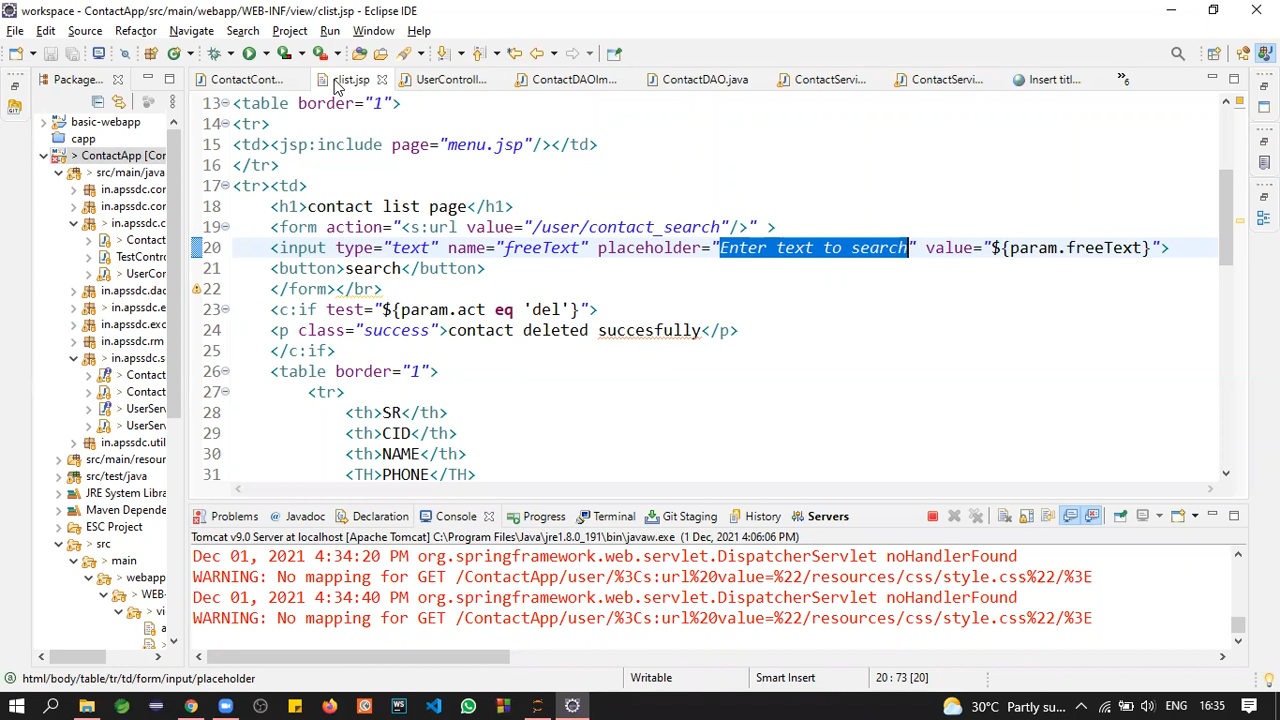 workspace - ContactApp/src/main/webapp/WEB-INF/view/clist.jsp - Eclipse IDE
File Edit Source Refactor Navigate Search Project Run Window Help
Package... ContactCont... clist.jsp UserControll... ContactDAOIm... ContactDAO.java ContactServi... ContactServi... Insert titl... »6
basic-webapp
capp
> ContactApp [Con
src/main/java
in.apssdc.cor
> in.apssdc.cor
> in.apssdc.c
> Contact
TestContro
> UserCo
> in.apssdc.dac
> in.apssdc.e
> in.apssdc.exc
> in.apssdc.rm
> in.apssdc.s
> Contact
> Contact
> UserSer
> UserSer
in.apssdc.util
src/main/resour
src/test/java
JRE System Libra
Maven Depende
ESC Project
> src
> main
> webapp
> WEB-
> vi
13 <table border="1">
14 <tr>
15 <td><jsp:include page="menu.jsp"/></td>
16 </tr>
17 <tr><td>
18 <h1>contact list page</h1>
19 <form action="<s:url value="/user/contact_search"/>" >
20 <input type="text" name="freeText" placeholder="Enter text to search" value="${param.freeText}">
21 <button>search</button>
22 </form></br>
23 <c:if test="${param.act eq 'del'}">
24 <p class="success">contact deleted succesfully</p>
25 </c:if>
26 <table border="1">
27 <tr>
28 <th>SR</th>
29 <th>CID</th>
30 <th>NAME</th>
31 <TH>PHONE</TH>
Problems Javadoc Declaration Console Progress Terminal Git Staging History Servers
Tomcat v9.0 Server at localhost [Apache Tomcat] C:\Program Files\Java\jre1.8.0_191\bin\javaw.exe (1 Dec, 2021 4:06:06 PM)
Dec 01, 2021 4:34:20 PM org.springframework.web.servlet.DispatcherServlet noHandlerFound
WARNING: No mapping for GET /ContactApp/user/%3Cs:url%20value=%22/resources/css/style.css%22/%3E
Dec 01, 2021 4:34:40 PM org.springframework.web.servlet.DispatcherServlet noHandlerFound
WARNING: No mapping for GET /ContactApp/user/%3Cs:url%20value=%22/resources/css/style.css%22/%3E
html/body/table/tr/td/form/input/placeholder Writable Smart Insert 20 : 73 [20]
30°C Partly su... ENG 16:35